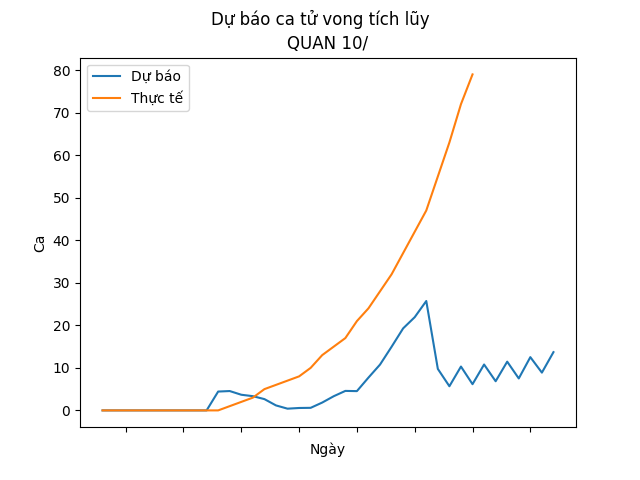 Dự báo ca tử vong tích lũy
QUAN 10/
Dự báo
Thực tế
80
70
60
50
40
30
20
10
0
Ca
Ngày